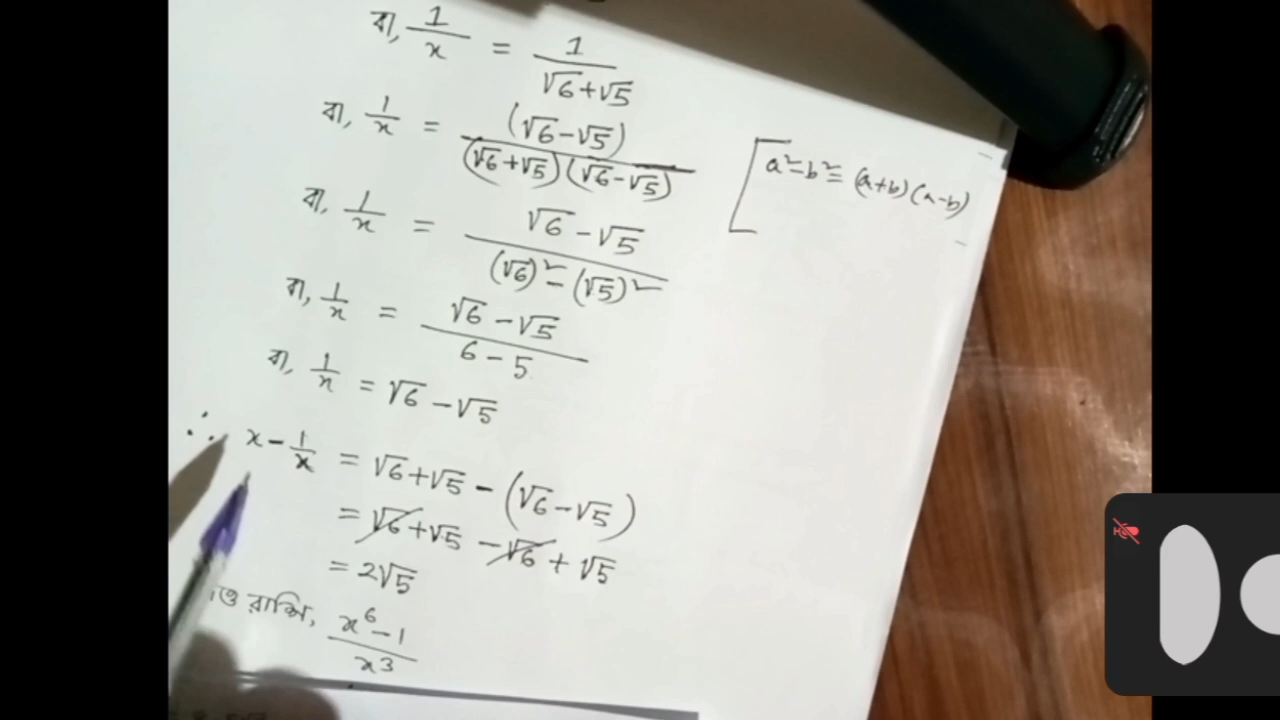 বা, 1/x = 1/(√6+√5)
বা, 1/x = (√6-√5)/((√6+√5)(√6-√5))
[a²-b² = (a+b)(a-b)
বা, 1/x = (√6-√5)/((√6)²-(√5)²)
বা, 1/x = (√6-√5)/(6-5)
বা, 1/x = √6-√5
∴ x-1/x = √6+√5-(√6-√5)
= √6+√5-√6+√5
= 2√5
রাশি, (x⁶-1)/x³